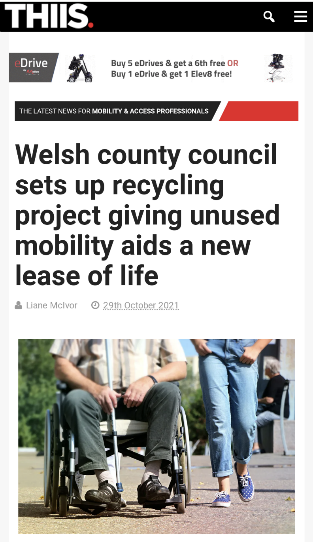 THIIS.
eDrive
Buy 5 eDrives & get a 6th free OR
Buy 1 eDrive & get 1 Elev8 free!
THE LATEST NEWS FOR MOBILITY & ACCESS PROFESSIONALS
Welsh county council
sets up recycling
project giving unused
mobility aids a new
lease of life
Liane McIvor 29th October 2021